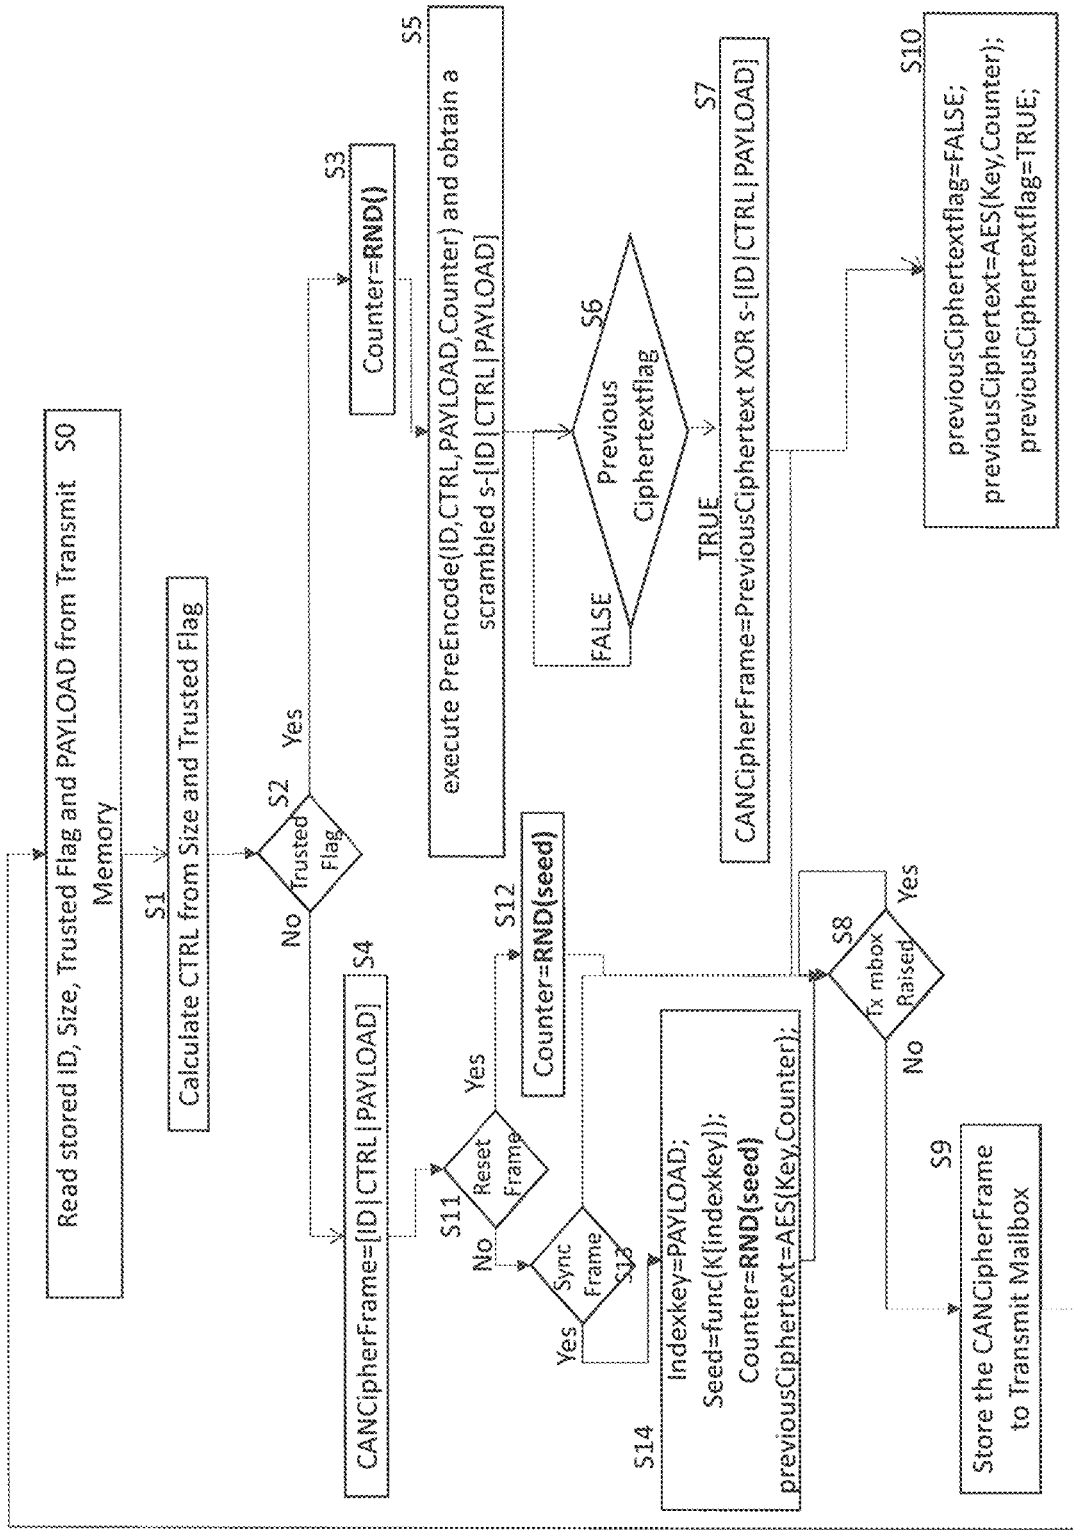 Read stored ID, Size, Trusted Flag and PAYLOAD from Transmit
Memory
S0
S1
Calculate CTRL from Size and Trusted Flag
S2
Trusted
Flag
No
Yes
S3
Counter=RND()
S4
CANCipherFrame=[ID|CTRL|PAYLOAD]
S5
execute PreEncode(ID,CTRL,PAYLOAD,Counter) and obtain a
scrambled s-[ID|CTRL|PAYLOAD]
S11
Reset
Frame
Yes
No
S12
Counter=RND(seed)
S6
Previous
Ciphertextflag
FALSE
TRUE
Sync
Frame
S13
Yes
S7
CANCipherFrame=PreviousCiphertext XOR s-[ID|CTRL|PAYLOAD]
S14
Indexkey=PAYLOAD;
Seed=func(K[indexkey]);
Counter=RND(seed)
previousCiphertext=AES(Key,Counter);
S8
Tx mbox
Raised
Yes
No
S9
Store the CANCipherFrame
to Transmit Mailbox
S10
previousCiphertextflag=FALSE;
previousCiphertext=AES(Key,Counter);
previousCiphertextflag=TRUE;